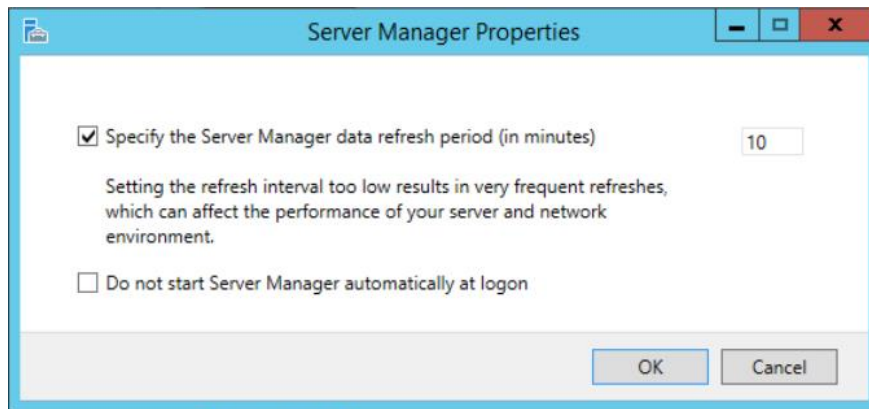 Server Manager Properties
Specify the Server Manager data refresh period (in minutes)
10
Setting the refresh interval too low results in very frequent refreshes,
which can affect the performance of your server and network
environment.
Do not start Server Manager automatically at logon
OK
Cancel